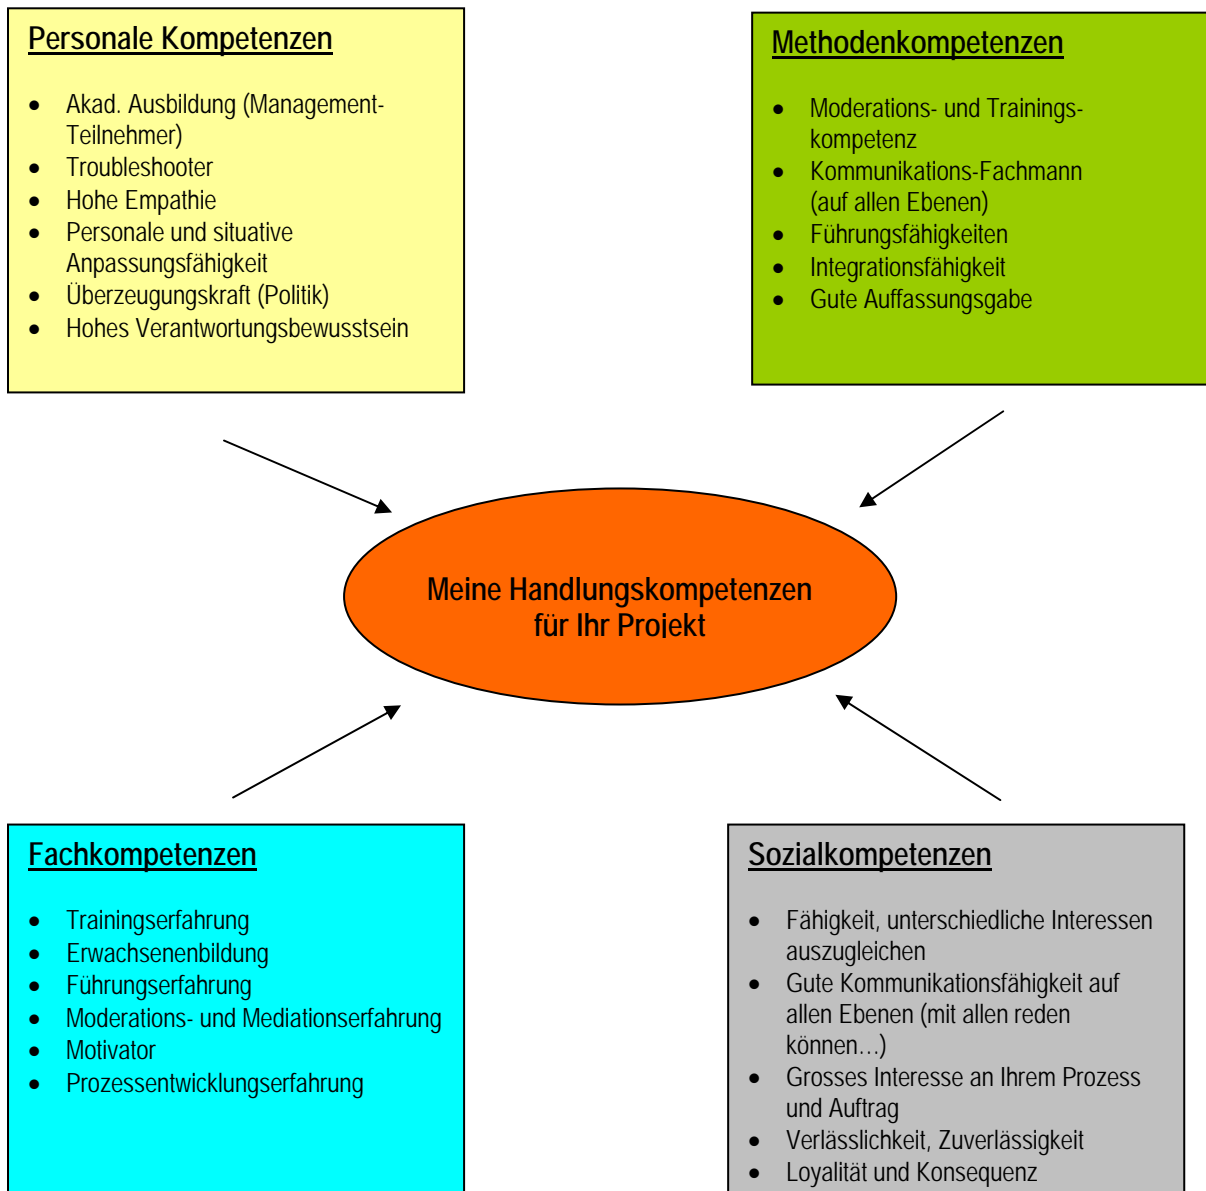 Personale Kompetenzen
• Akad. Ausbildung (Management-
Teilnehmer)
• Troubleshooter
• Hohe Empathie
• Personale und situative
Anpassungsfähigkeit
• Überzeugungskraft (Politik)
• Hohes Verantwortungsbewusstsein
Methodenkompetenzen
• Moderations- und Trainings-
kompetenz
• Kommunikations-Fachmann
(auf allen Ebenen)
• Führungsfähigkeiten
• Integrationsfähigkeit
• Gute Auffassungsgabe
Meine Handlungskompetenzen
für Ihr Projekt
Fachkompetenzen
• Trainingserfahrung
• Erwachsenenbildung
• Führungserfahrung
• Moderations- und Mediationserfahrung
• Motivator
• Prozessentwicklungserfahrung
Sozialkompetenzen
• Fähigkeit, unterschiedliche Interessen
auszugleichen
• Gute Kommunikationsfähigkeit auf
allen Ebenen (mit allen reden
können…)
• Grosses Interesse an Ihrem Prozess
und Auftrag
• Verlässlichkeit, Zuverlässigkeit
• Loyalität und Konsequenz